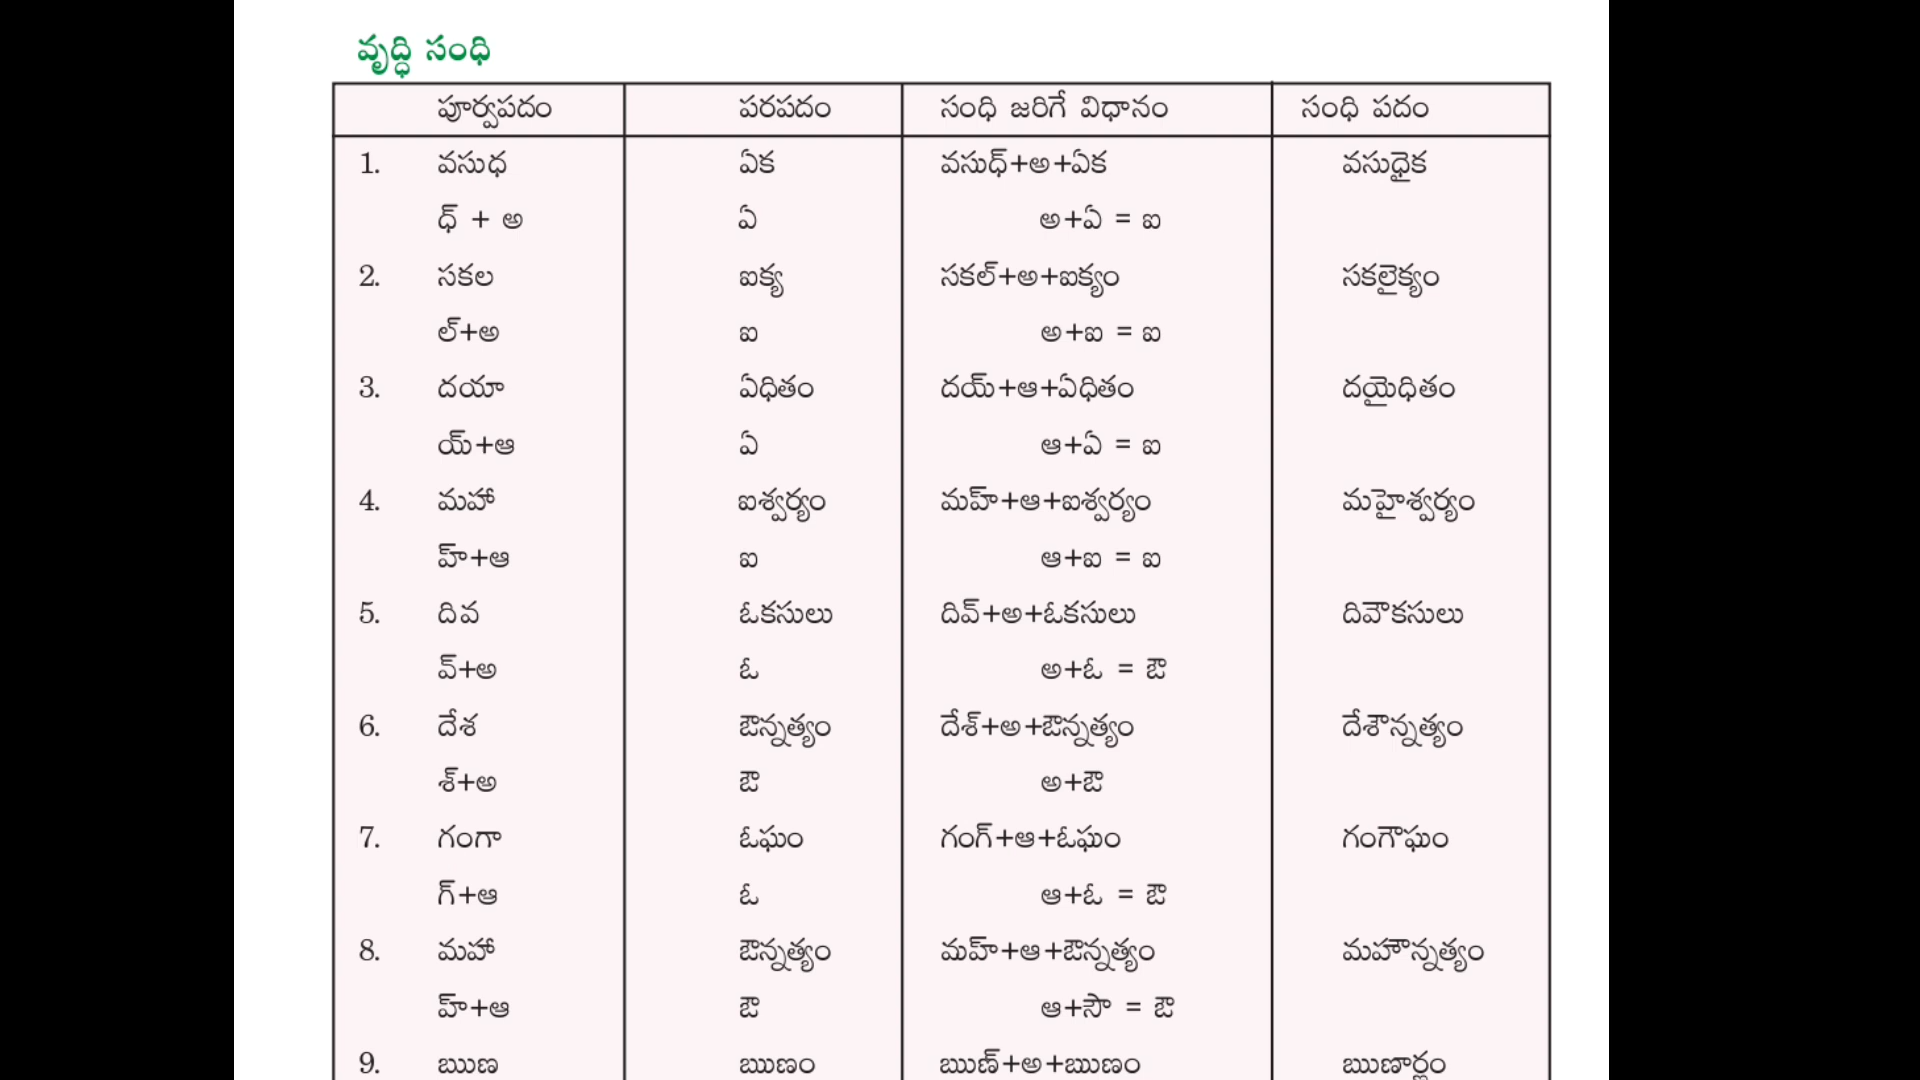 వృద్ధి సంధి
పూర్వపదం పరపదం సంధి జరిగే విధానం సంధి పదం
1. వసుధ ఏక వసుధ్+అ+ఏక వసుధైక
ధ్ + అ ఏ అ+ఏ = ఐ
2. సకల ఐక్య సకల్+అ+ఐక్యం సకలైక్యం
ల్+అ ఐ అ+ఐ = ఐ
3. దయా ఏధితం దయ్+ఆ+ఏధితం దయైధితం
య్+ఆ ఏ ఆ+ఏ = ఐ
4. మహా ఐశ్వర్యం మహ్+ఆ+ఐశ్వర్యం మహైశ్వర్యం
హ్+ఆ ఐ ఆ+ఐ = ఐ
5. దివ ఓకసులు దివ్+అ+ఓకసులు దివౌకసులు
వ్+అ ఓ అ+ఓ = ఔ
6. దేశ ఔన్నత్యం దేశ్+అ+ఔన్నత్యం దేశౌన్నత్యం
శ్+అ ఔ అ+ఔ
7. గంగా ఓఘం గంగ్+ఆ+ఓఘం గంగౌఘం
గ్+ఆ ఓ ఆ+ఓ = ఔ
8. మహా ఔన్నత్యం మహ్+ఆ+ఔన్నత్యం మహౌన్నత్యం
హ్+ఆ ఔ ఆ+సౌ = ఔ
9. ఋణ ఋణం ఋణ్+అ+ఋణం ఋణార్ణం